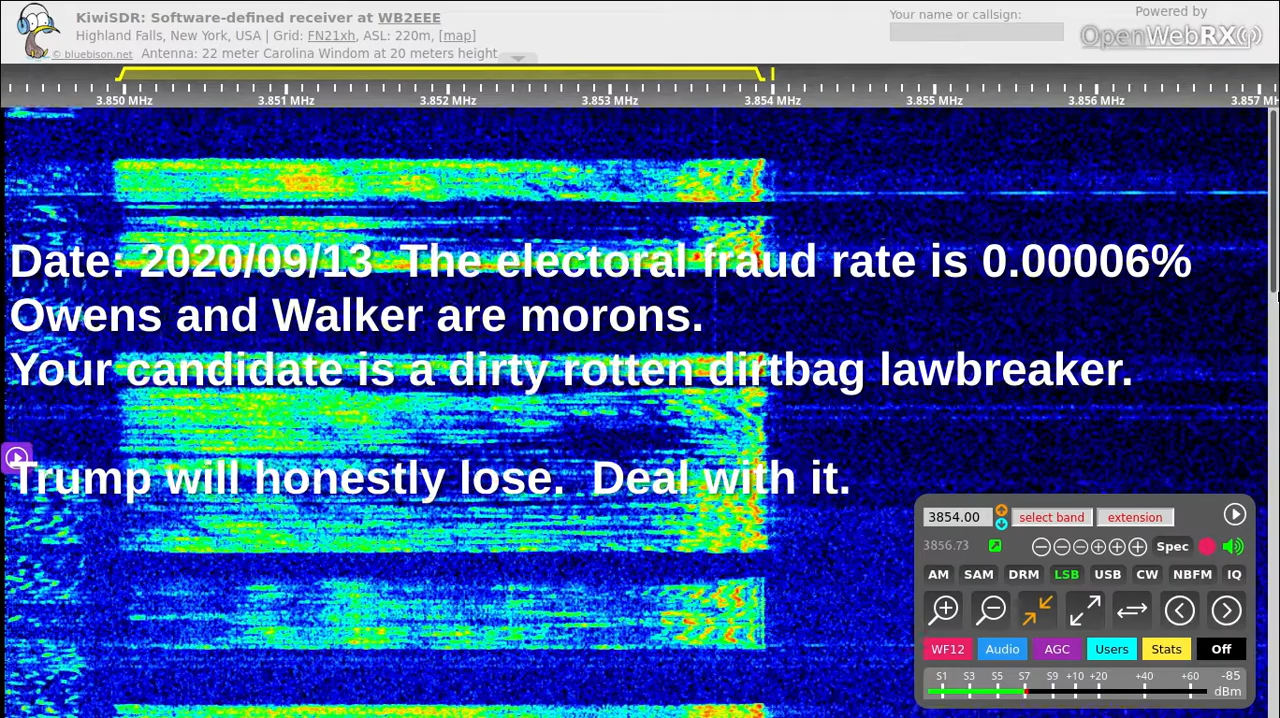 KiwiSDR: Software-defined receiver at WB2EEE
Highland Falls, New York, USA | Grid: FN21xh, ASL: 220m, [map]
© bluebison.net Antenna: 22 meter Carolina Windom at 20 meters height
Your name or callsign:
Powered by
OpenWebRX
3.850 MHz 3.851 MHz 3.852 MHz 3.853 MHz 3.854 MHz 3.855 MHz 3.856 MHz 3.857 MH
Date: 2020/09/13 The electoral fraud rate is 0.00006%
Owens and Walker are morons.
Your candidate is a dirty rotten dirtbag lawbreaker.
Trump will honestly lose. Deal with it.
3854.00 select band extension
3856.73 Spec
AM SAM DRM LSB USB CW NBFM IQ
WF12 Audio AGC Users Stats Off
S1 S3 S5 S7 S9 +10 +20 +40 +60 -85
dBm